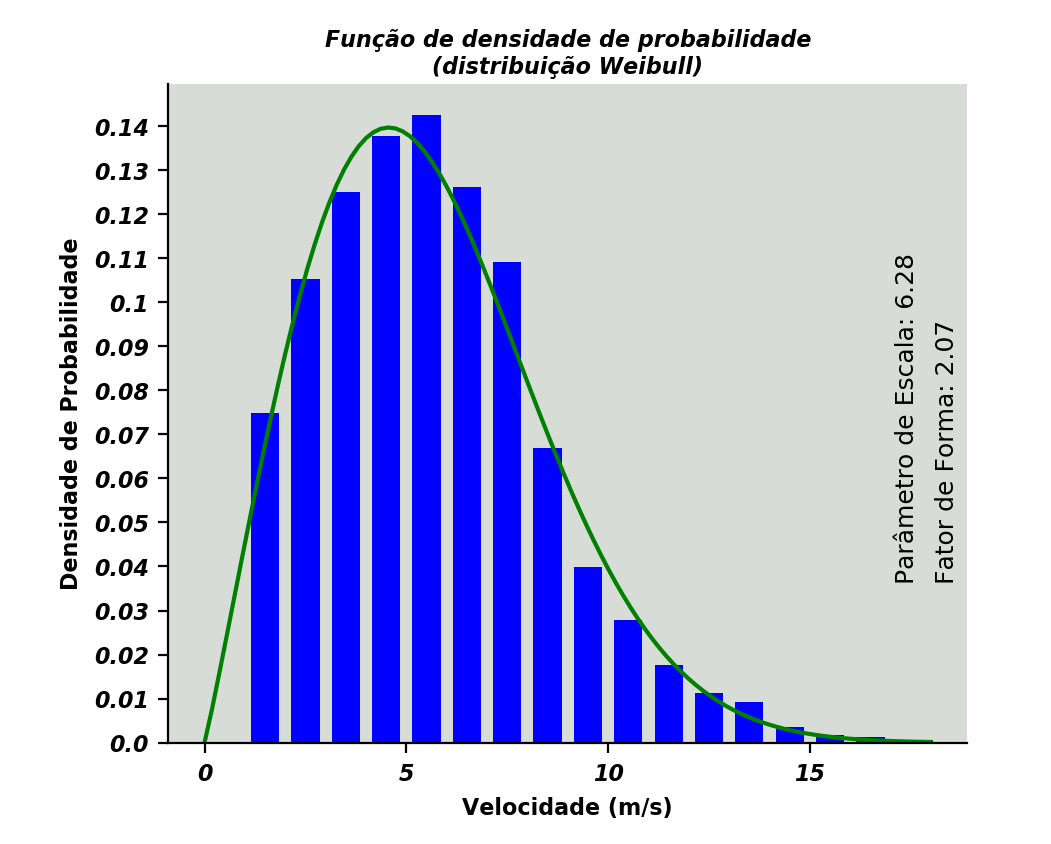 Função de densidade de probabilidade
(distribuição Weibull)
0.14
0.13
0.12
0.11
0.1
0.09
0.08
0.07
0.06
0.05
0.04
0.03
0.02
0.01
0.0
Densidade de Probabilidade
Parâmetro de Escala: 6.28
Fator de Forma: 2.07
0 5 10 15
Velocidade (m/s)